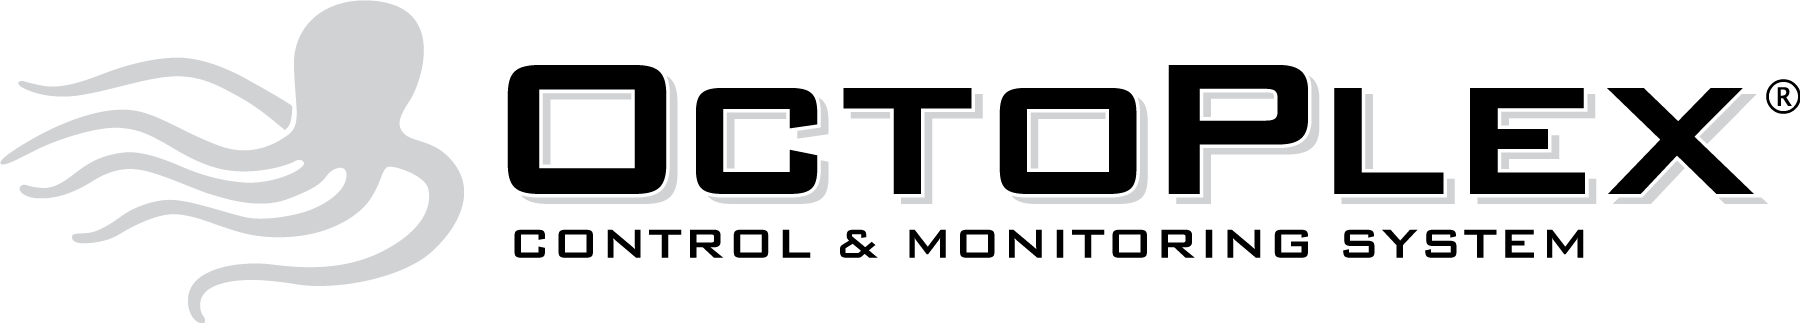 OCTOPLEX®
CONTROL & MONITORING SYSTEM